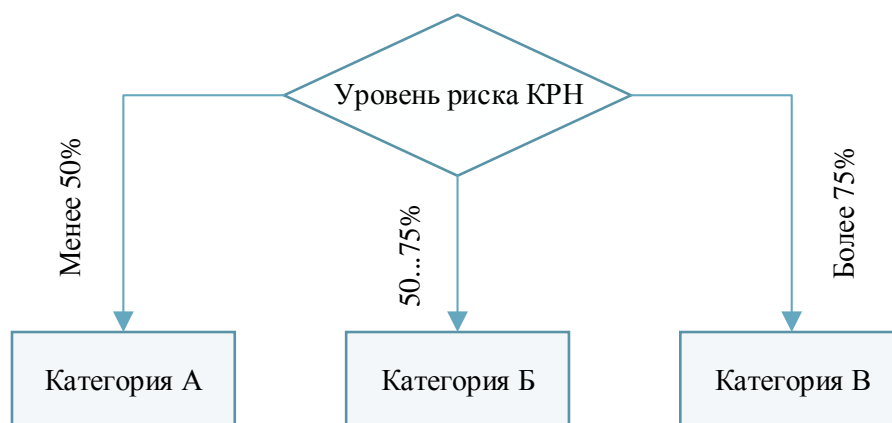 Уровень риска КРН
Менее 50%
50...75%
Более 75%
Категория А
Категория Б
Категория В